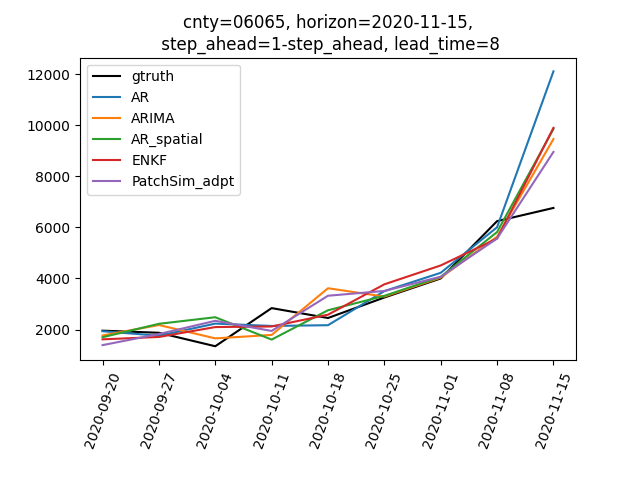 cnty=06065, horizon=2020-11-15,
step_ahead=1-step_ahead, lead_time=8
12000
10000
8000
6000
4000
2000
gtruth
AR
ARIMA
AR_spatial
ENKF
PatchSim_adpt
2020-09-20
2020-09-27
2020-10-04
2020-10-11
2020-10-18
2020-10-25
2020-11-01
2020-11-08
2020-11-15